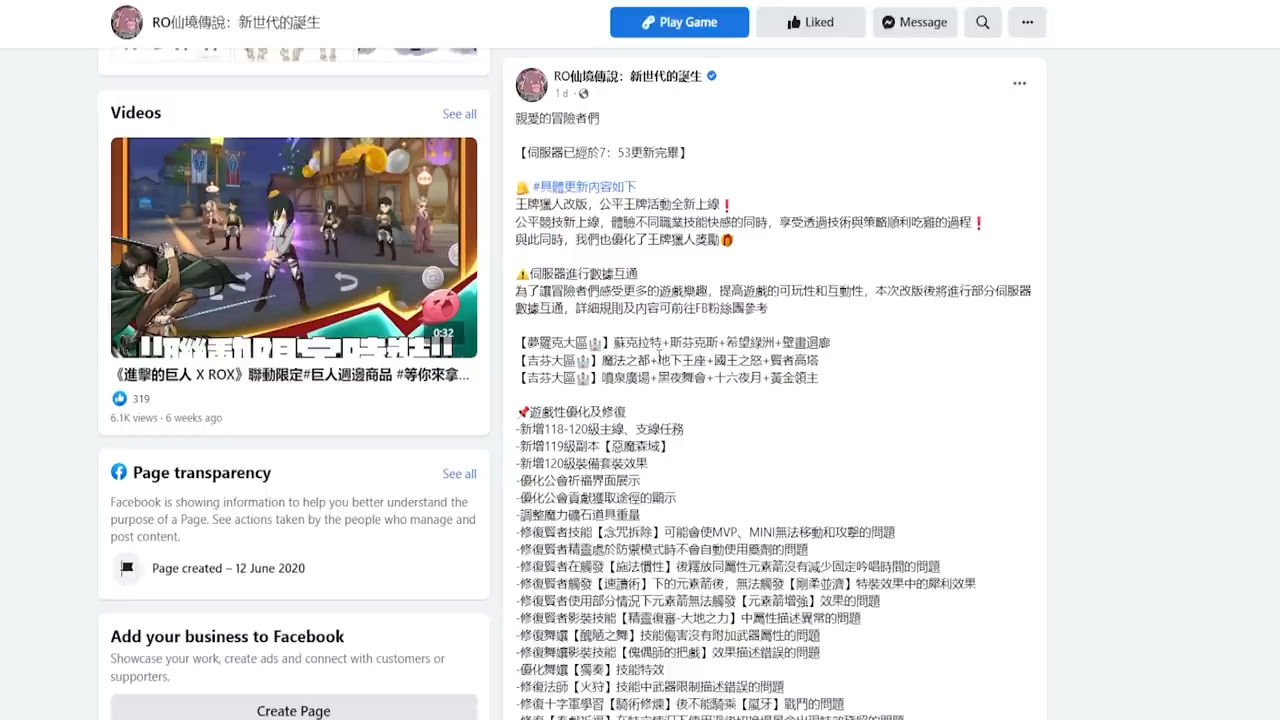 RO仙境傳說：新世代的誕生
Play Game
Liked
Message
Videos
See all
0:32
《進擊的巨人 X ROX》聯動限定#巨人週邊商品 #等你來拿...
319
6.1K views · 6 weeks ago
Page transparency
See all
Facebook is showing information to help you better understand the
purpose of a Page. See actions taken by the people who manage and
post content.
Page created – 12 June 2020
Add your business to Facebook
Showcase your work, create ads and connect with customers or
supporters.
Create Page
RO仙境傳說：新世代的誕生
1 d
親愛的冒險者們
【伺服器已經於7：53更新完畢】
🔔 #具體更新內容如下
王牌獵人改版，公平王牌活動全新上線❗
公平競技新上線，體驗不同職業技能快感的同時，享受透過技術與策略順利吃雞的過程❗
與此同時，我們也優化了王牌獵人獎勵🎁
⚠️伺服器進行數據互通
為了讓冒險者們感受更多的遊戲樂趣，提高遊戲的可玩性和互動性，本次改版後將進行部分伺服器
數據互通，詳細規則及內容可前往FB粉絲團參考
【夢羅克大區🏰】蘇克拉特+斯芬克斯+希望綠洲+壁畫迴廊
【吉芬大區🏰】魔法之都+地下王座+國王之怒+賢者高塔
【吉芬大區🏰】噴泉廣場+黑夜舞會+十六夜月+黃金領主
📌遊戲性優化及修復
-新增118-120級主線、支線任務
-新增119級副本【惡魔森域】
-新增120級裝備套裝效果
-優化公會祈福界面展示
-優化公會貢獻獲取途徑的顯示
-調整魔力礦石道具重量
-修復賢者技能【念咒拆除】可能會使MVP、MINI無法移動和攻擊的問題
-修復賢者精靈處於防禦模式時不會自動使用藥劑的問題
-修復賢者在觸發【施法慣性】後釋放同屬性元素箭沒有減少固定吟唱時間的問題
-修復賢者觸發【速讀術】下的元素箭後，無法觸發【剛柔並濟】特裝效果中的犀利效果
-修復賢者使用部分情況下元素箭無法觸發【元素箭增強】效果的問題
-修復賢者影裝技能【精靈復審-大地之力】中屬性描述異常的問題
-修復舞孃【醜陋之舞】技能傷害沒有附加武器屬性的問題
-修復舞孃影裝技能【傀儡師的把戲】效果描述錯誤的問題
-優化舞孃【獨奏】技能特效
-修復法師【火狩】技能中武器限制描述錯誤的問題
-修復十字軍學習【騎術修煉】後不能騎乘【嵐牙】戰鬥的問題